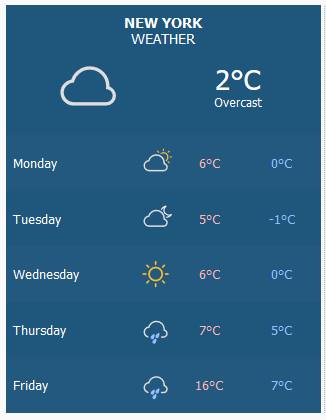 NEW YORK
WEATHER
2°C
Overcast
Monday 6°C 0°C
Tuesday 5°C -1°C
Wednesday 6°C 0°C
Thursday 7°C 5°C
Friday 16°C 7°C